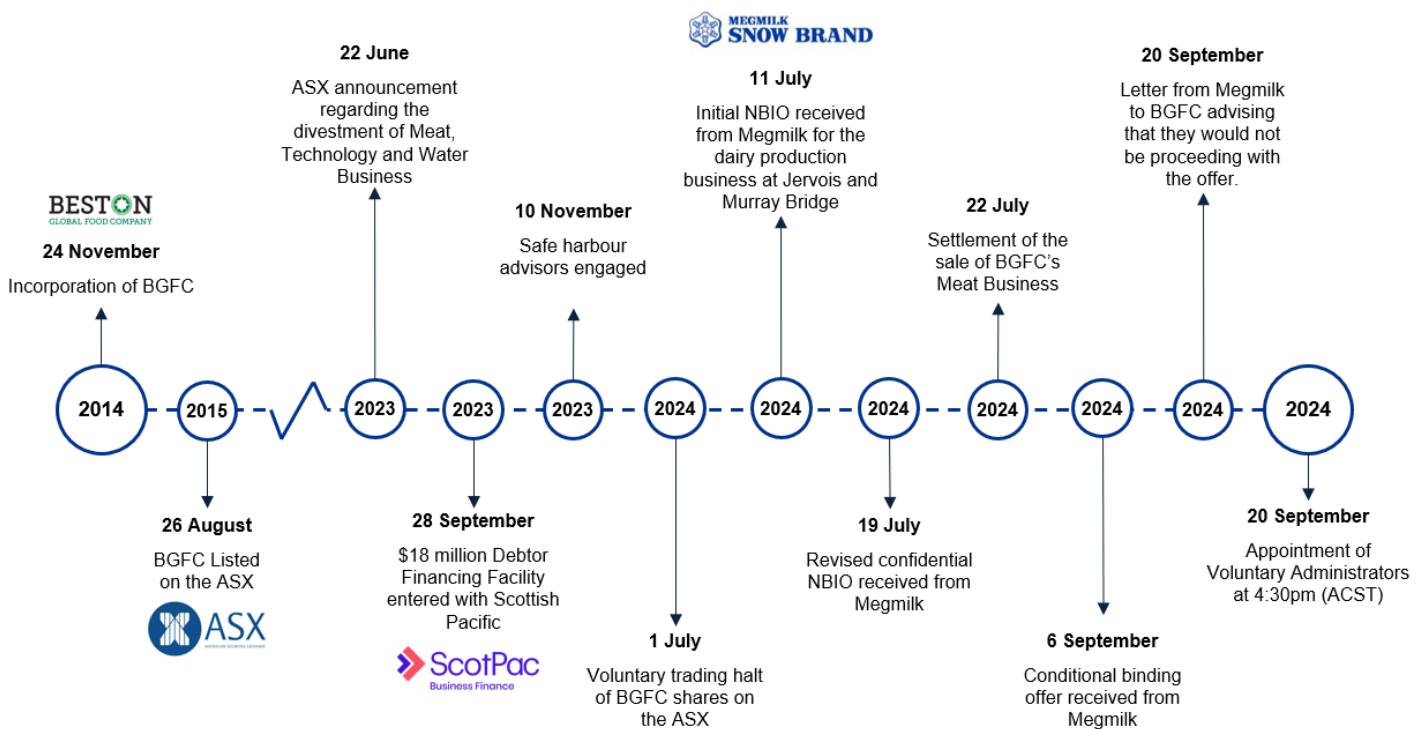 BESTON
GLOBAL FOOD COMPANY
24 November
Incorporation of BGFC
2014
2015
26 August
BGFC Listed
on the ASX
ASX
AUSTRALIAN SECURITIES EXCHANGE
22 June
ASX announcement
regarding the
divestment of Meat,
Technology and Water
Business
2023
2023
28 September
$18 million Debtor
Financing Facility
entered with Scottish
Pacific
ScotPac
Business Finance
10 November
Safe harbour
advisors engaged
2023
2024
1 July
Voluntary trading halt
of BGFC shares on
the ASX
MEGMILK
SNOW BRAND
11 July
Initial NBIO received
from Megmilk for the
dairy production
business at Jervois and
Murray Bridge
2024
2024
19 July
Revised confidential
NBIO received from
Megmilk
22 July
Settlement of the
sale of BGFC's
Meat Business
2024
2024
6 September
Conditional binding
offer received from
Megmilk
20 September
Letter from Megmilk
to BGFC advising
that they would not
be proceeding with
the offer.
2024
2024
20 September
Appointment of
Voluntary Administrators
at 4:30pm (ACST)